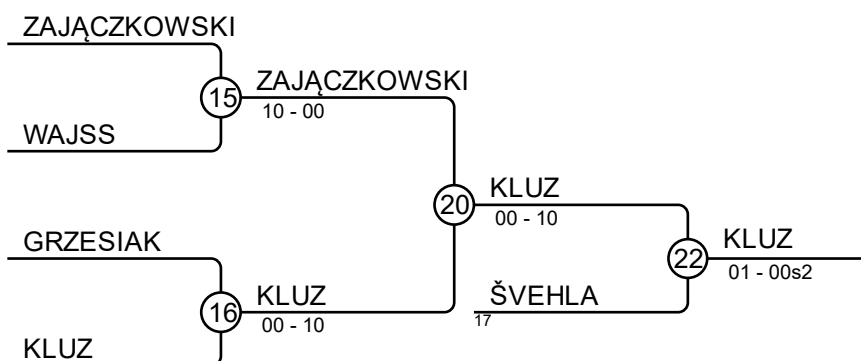 ZAJĄCZKOWSKI
15
ZAJĄCZKOWSKI
10 - 00
WAJSS
20
KLUZ
00 - 10
GRZESIAK
22
KLUZ
01 - 00s2
16
KLUZ
00 - 10
ŠVEHLA
17
KLUZ